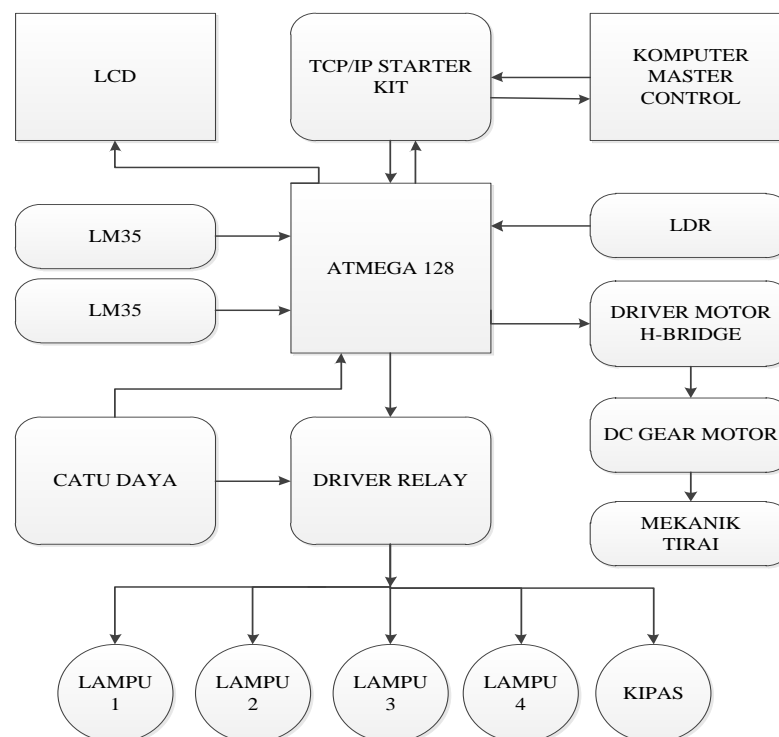 LCD
TCP/IP STARTER
KIT
KOMPUTER
MASTER
CONTROL
LM35
LM35
ATMEGA 128
LDR
DRIVER MOTOR
H-BRIDGE
DC GEAR MOTOR
MEKANIK
TIRAI
CATU DAYA
DRIVER RELAY
LAMPU
1
LAMPU
2
LAMPU
3
LAMPU
4
KIPAS